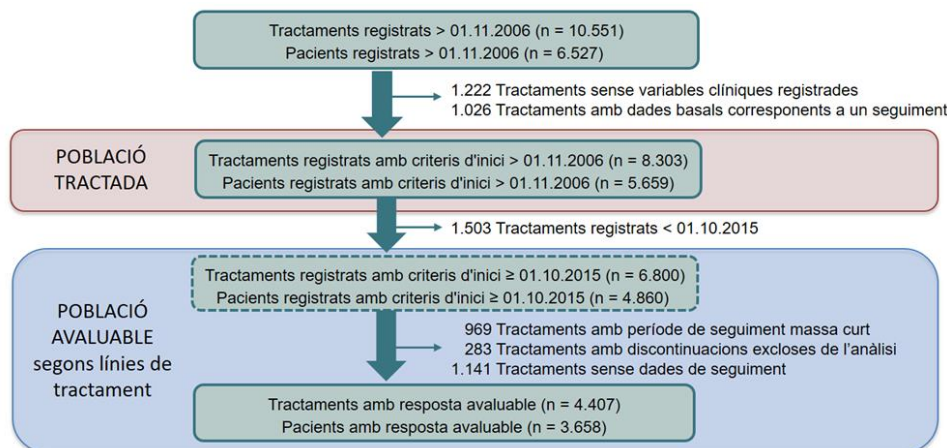 Tractaments registrats > 01.11.2006 (n = 10.551)
Pacients registrats > 01.11.2006 (n = 6.527)
1.222 Tractaments sense variables clíniques registrades
1.026 Tractaments amb dades basals corresponents a un seguiment
POBLACIÓ
TRACTADA
Tractaments registrats amb criteris d'inici > 01.11.2006 (n = 8.303)
Pacients registrats amb criteris d'inici > 01.11.2006 (n = 5.659)
1.503 Tractaments registrats < 01.10.2015
POBLACIÓ
AVALUABLE
segons línies de
tractament
Tractaments registrats amb criteris d'inici ≥ 01.10.2015 (n = 6.800)
Pacients registrats amb criteris d'inici ≥ 01.10.2015 (n = 4.860)
969 Tractaments amb període de seguiment massa curt
283 Tractaments amb discontinuacions excloses de l'anàlisi
1.141 Tractaments sense dades de seguiment
Tractaments amb resposta avaluable (n = 4.407)
Pacients amb resposta avaluable (n = 3.658)